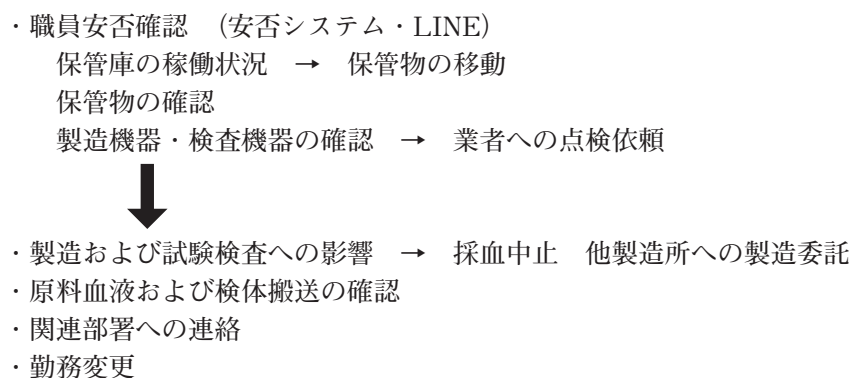 ・職員安否確認　(安否システム・LINE)
保管庫の稼働状況　→　保管物の移動
保管物の確認
製造機器・検査機器の確認　→　業者への点検依頼
・製造および試験検査への影響　→　採血中止　他製造所への製造委託
・原料血液および検体搬送の確認
・関連部署への連絡
・勤務変更